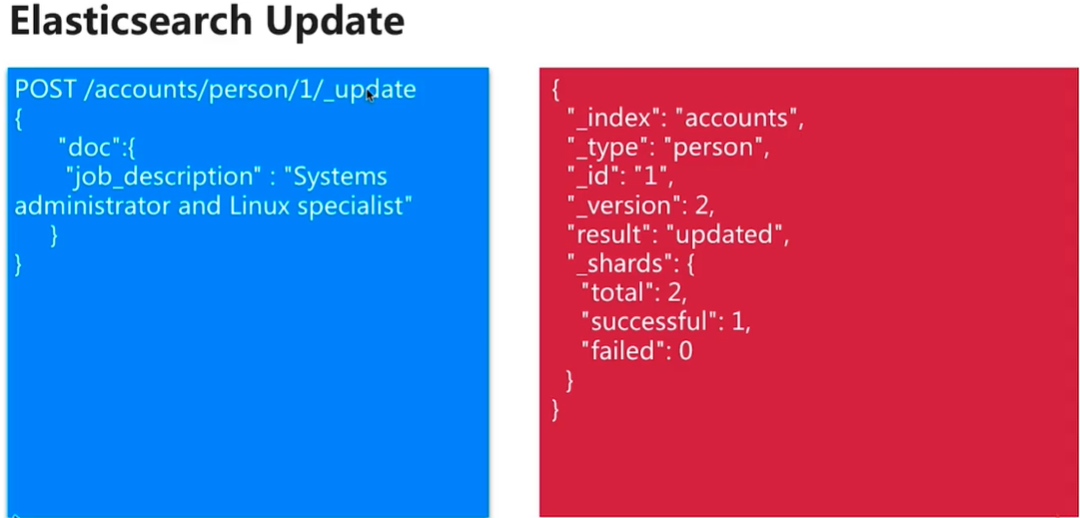 Elasticsearch Update
POST /accounts/person/1/_update
{
"doc":{
"job_description" : "Systems
administrator and Linux specialist"
}
}
{
"_index": "accounts",
"_type": "person",
"_id": "1",
"_version": 2,
"result": "updated",
"_shards": {
"total": 2,
"successful": 1,
"failed": 0
}
}